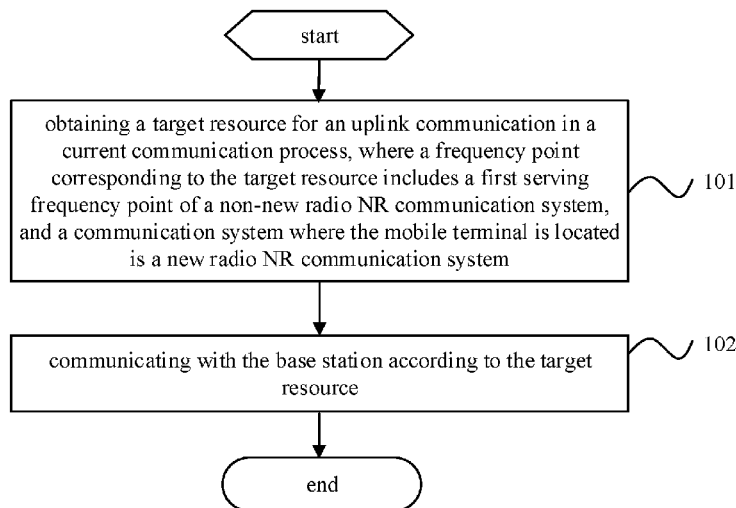 start
obtaining a target resource for an uplink communication in a
current communication process, where a frequency point
corresponding to the target resource includes a first serving
frequency point of a non-new radio NR communication system,
and a communication system where the mobile terminal is located
is a new radio NR communication system
101
communicating with the base station according to the target
resource
102
end